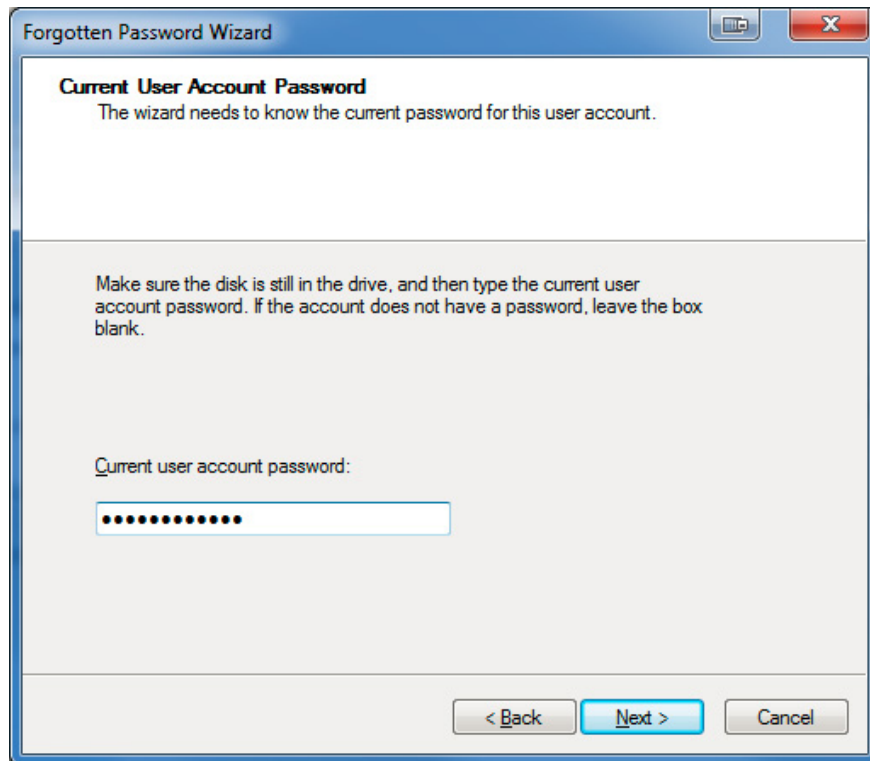 Forgotten Password Wizard
Current User Account Password
The wizard needs to know the current password for this user account.
Make sure the disk is still in the drive, and then type the current user
account password. If the account does not have a password, leave the box
blank.
Current user account password:
••••••••••••
< Back Next > Cancel